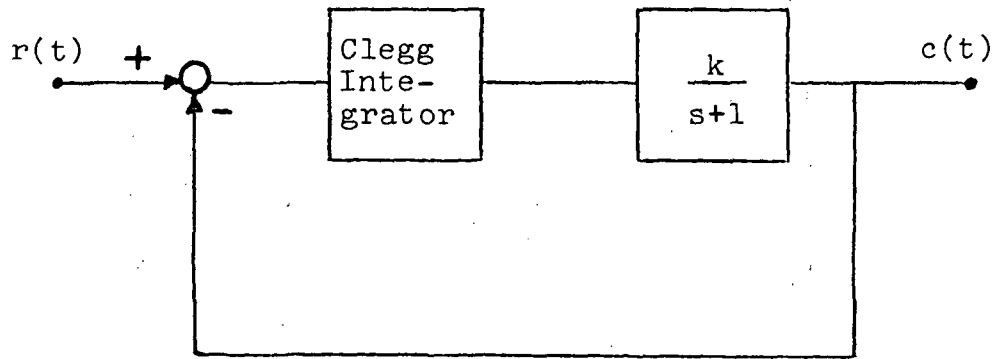 r(t)
+
-
Clegg
Inte-
grator
k
s+1
c(t)